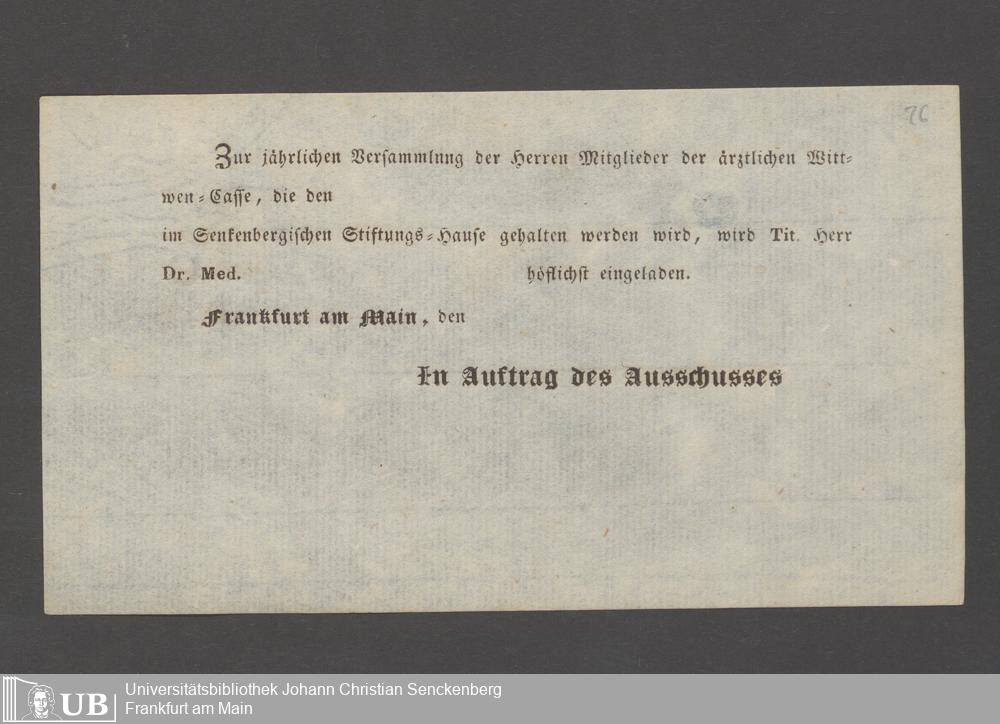 76
Zur jährlichen Versammlung der Herren Mitglieder der ärztlichen Witt=
wen=Casse, die den
im Senkenbergischen Stiftungs=Hause gehalten werden wird, wird Tit. Herr
Dr. Med. höflichst eingeladen.
Frankfurt am Main, den
In Auftrag des Ausschusses
UB Universitätsbibliothek Johann Christian Senckenberg
Frankfurt am Main